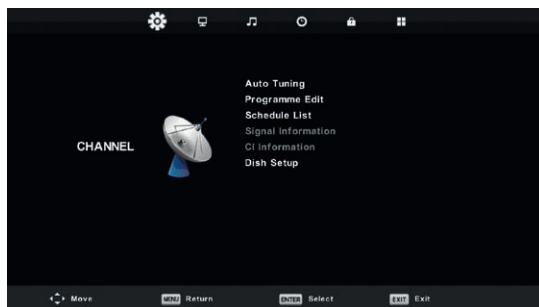 CHANNEL
Auto Tuning
Programme Edit
Schedule List
Signal Information
CI Information
Dish Setup
Move
MENU Return
ENTER Select
EXIT Exit